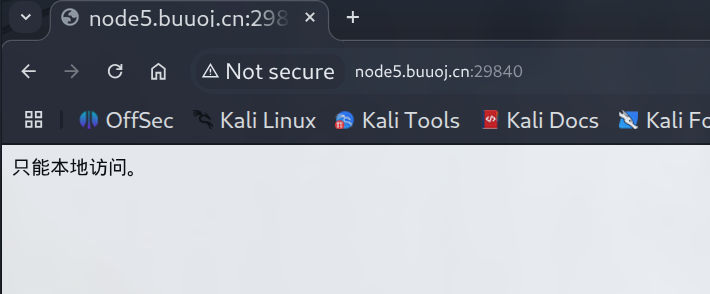 node5.buuoj.cn:298
Not secure
node5.buuoj.cn:29840
OffSec
Kali Linux
Kali Tools
Kali Docs
Kali Fo
只能本地访问。